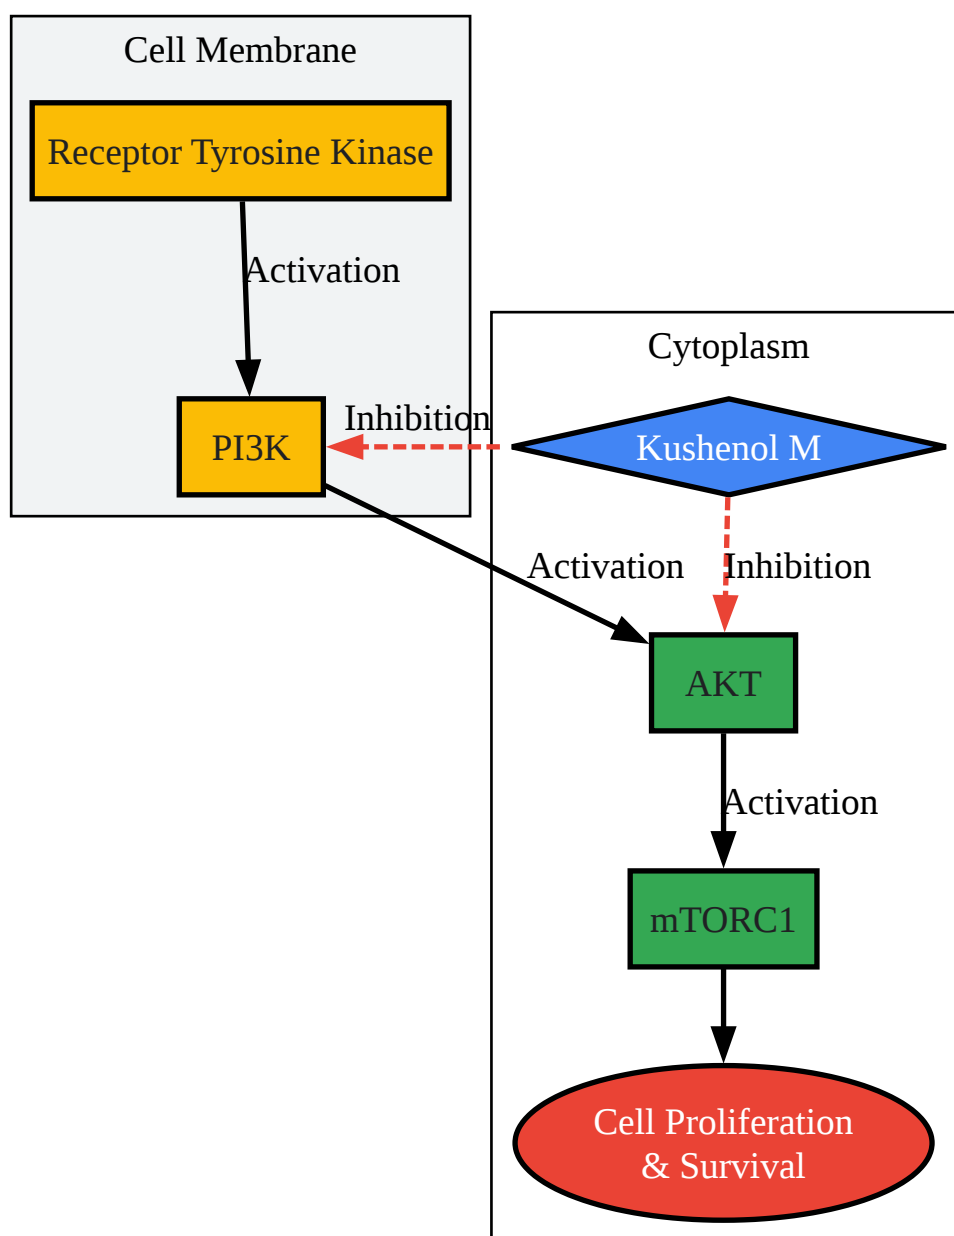 Cell Membrane
Receptor Tyrosine Kinase
Activation
Cytoplasm
PI3K
Inhibition
Kushenol M
Activation
Inhibition
AKT
Activation
mTORC1
Cell Proliferation
& Survival